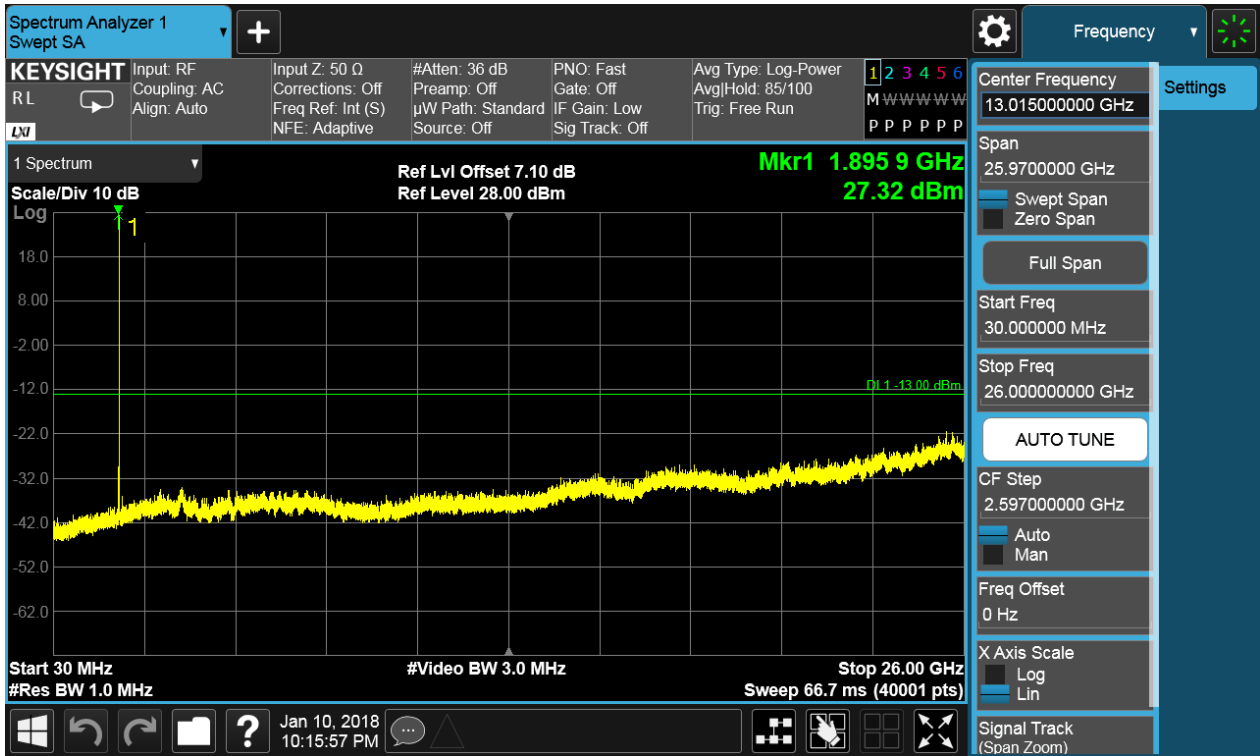 Spectrum Analyzer 1
Swept SA
+
Frequency
KEYSIGHT
R L
LXI
Input: RF
Coupling: AC
Align: Auto
Input Z: 50 Ω
Corrections: Off
Freq Ref: Int (S)
NFE: Adaptive
#Atten: 36 dB
Preamp: Off
µW Path: Standard
Source: Off
PNO: Fast
Gate: Off
IF Gain: Low
Sig Track: Off
Avg Type: Log-Power
Avg|Hold: 85/100
Trig: Free Run
1 2 3 4 5 6
M W W W W W
P P P P P P
1 Spectrum
Scale/Div 10 dB
Log
Ref Lvl Offset 7.10 dB
Ref Level 28.00 dBm
Mkr1 1.895 9 GHz
27.32 dBm
1
18.0
8.00
-2.00
-12.0
-22.0
-32.0
-42.0
-52.0
-62.0
DL1 -13.00 dBm
Start 30 MHz
#Res BW 1.0 MHz
#Video BW 3.0 MHz
Stop 26.00 GHz
Sweep 66.7 ms (40001 pts)
Center Frequency
13.015000000 GHz
Span
25.9700000 GHz
Swept Span
Zero Span
Full Span
Start Freq
30.000000 MHz
Stop Freq
26.000000000 GHz
AUTO TUNE
CF Step
2.597000000 GHz
Auto
Man
Freq Offset
0 Hz
X Axis Scale
Log
Lin
Signal Track
(Span Zoom)
Settings
?
Jan 10, 2018
10:15:57 PM